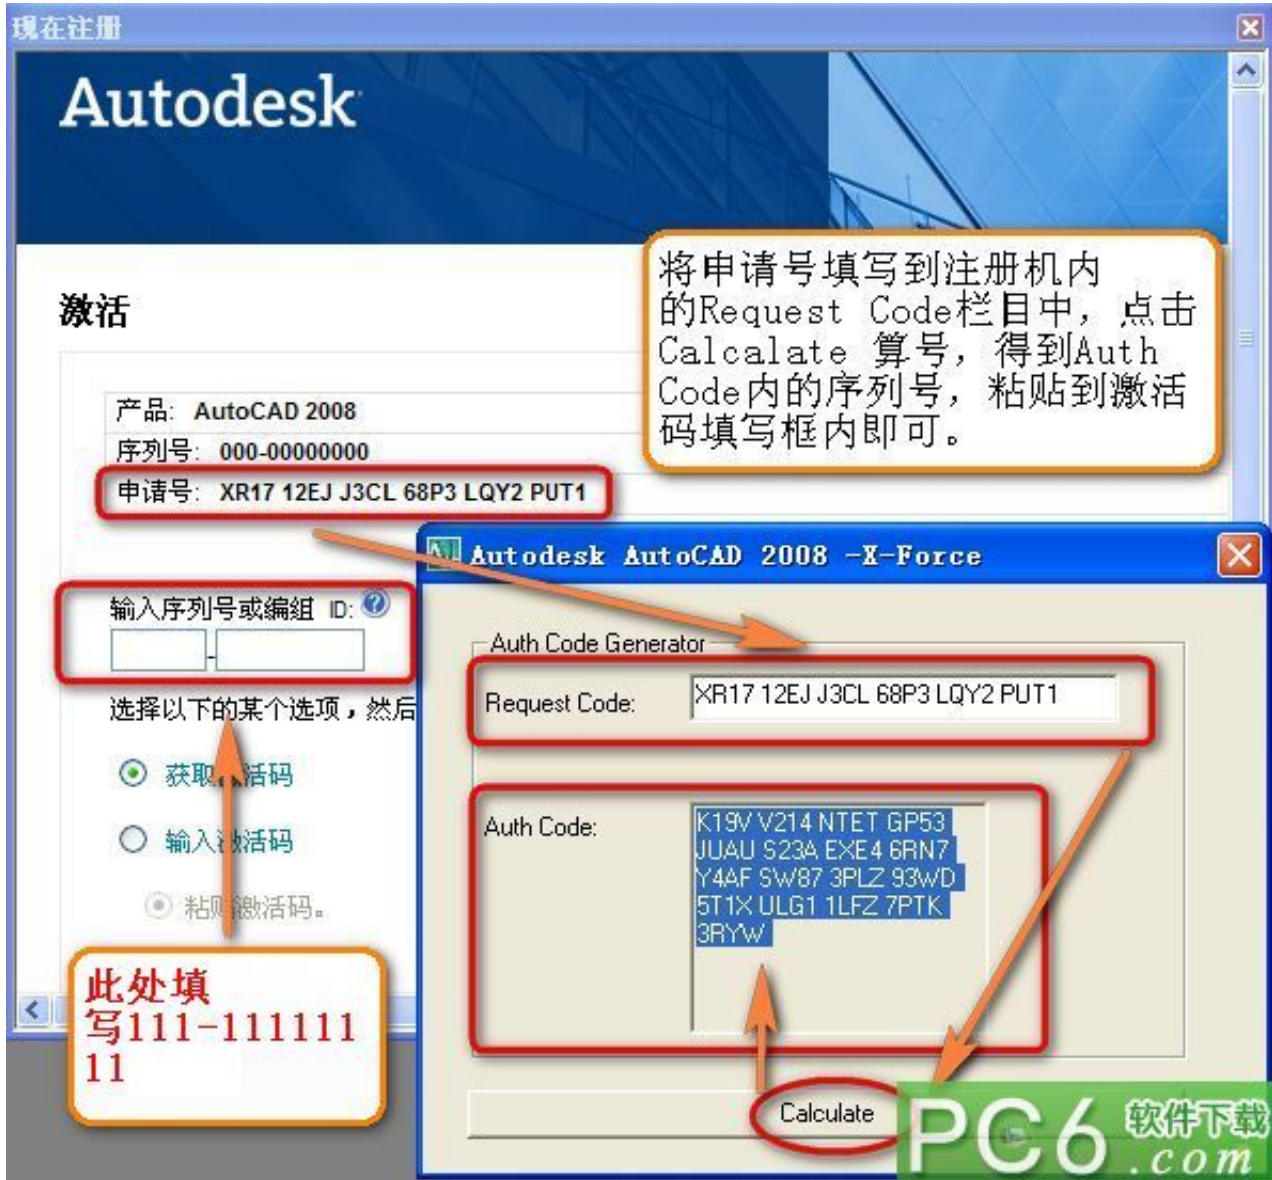 现在注册
Autodesk
将申请号填写到注册机内
的Request Code栏目中，点击
Calcalate 算号，得到Auth
Code内的序列号，粘贴到激活
码填写框内即可。
激活
产品: AutoCAD 2008
序列号: 000-00000000
申请号: XR17 12EJ J3CL 68P3 LQY2 PUT1
输入序列号或编组 ID:
-
选择以下的某个选项，然后
获取激活码
输入激活码
粘贴激活码。
此处填
写111-111111
11
Autodesk AutoCAD 2008 -X-Force
Auth Code Generator
Request Code:
XR17 12EJ J3CL 68P3 LQY2 PUT1
Auth Code:
K19V V214 NTET GP53
JUAU S23A EXE4 6RN7
Y4AF SW87 3PLZ 93WD
5T1X ULG1 1LFZ 7PTK
3RYW
Calculate
PC6 软件下载
.com